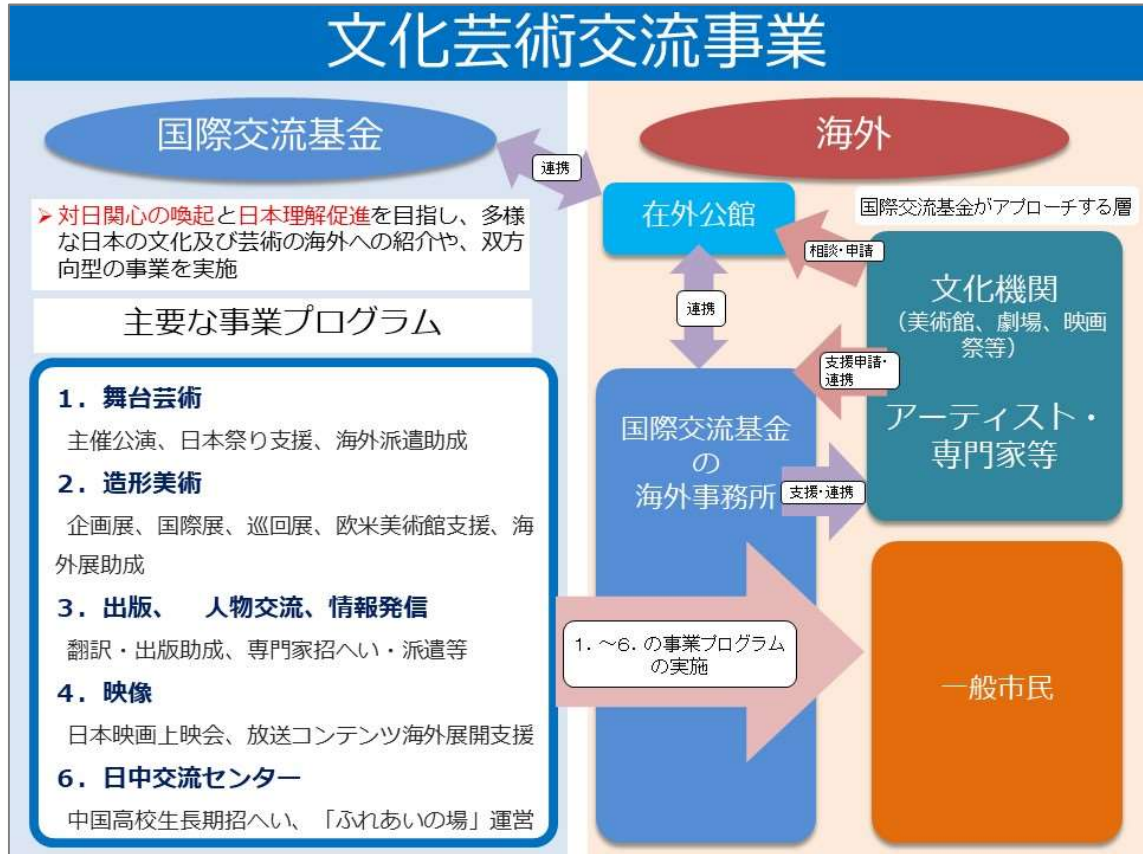 文化芸術交流事業
国際交流基金
➢ 対日関心の喚起と日本理解促進を目指し、多様
な日本の文化及び芸術の海外への紹介や、双方
向型の事業を実施
主要な事業プログラム
1．舞台芸術
主催公演、日本祭り支援、海外派遣助成
2．造形美術
企画展、国際展、巡回展、欧米美術館支援、海
外展助成
3．出版、　人物交流、情報発信
翻訳・出版助成、専門家招へい・派遣等
4．映像
日本映画上映会、放送コンテンツ海外展開支援
6．日中交流センター
中国高校生長期招へい、「ふれあいの場」運営
連携
海外
在外公館
国際交流基金がアプローチする層
相談・申請
連携
文化機関
（美術館、劇場、映画
祭等）
アーティスト・
専門家等
支援申請・
連携
国際交流基金
の
海外事務所
支援・連携
1．～6．の事業プログラム
の実施
一般市民